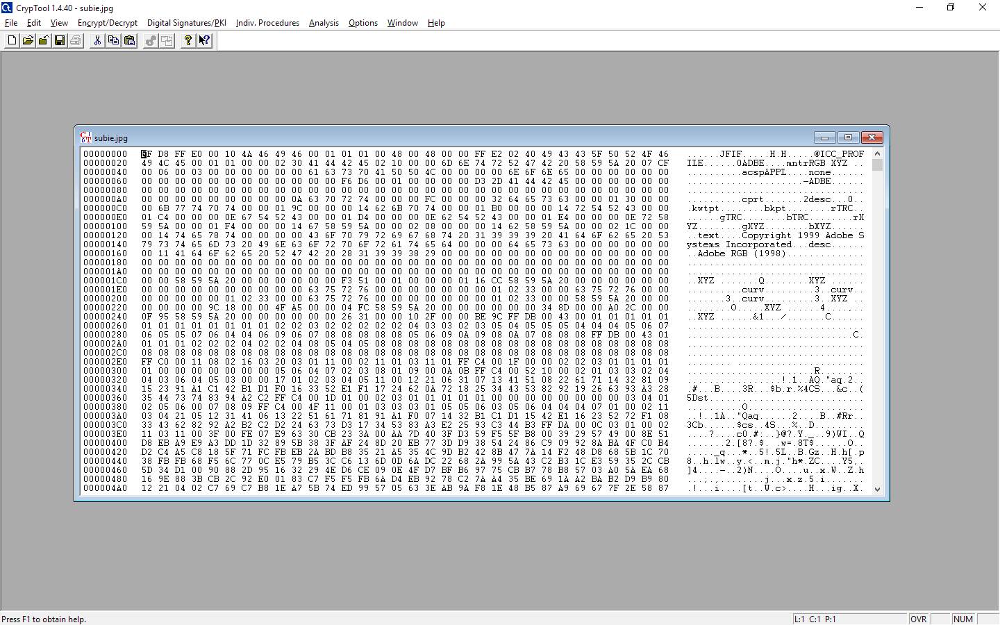 CrypTool 1.4.40 - subie.jpg
File Edit View Encrypt/Decrypt Digital Signatures/PKI Indiv. Procedures Analysis Options Window Help
subie.jpg
00000000 FF D8 FF E0 00 10 4A 46 49 46 00 01 01 01 00 48 00 48 00 00 FF E2 02 40 49 43 43 5F 50 52 4F 46 ......JFIF.....H.H.....@ICC_PROF
00000020 49 4C 45 00 01 01 00 00 02 30 41 44 42 45 02 10 00 00 6D 6E 74 72 52 47 42 20 58 59 5A 20 07 CF ILE......0ADBE....mntrRGB XYZ ..
00000040 00 06 00 03 00 00 00 00 00 00 61 63 73 70 41 50 50 4C 00 00 00 00 6E 6F 6E 65 00 00 00 00 00 00 ..........acspAPPL....none......
00000060 00 00 00 00 00 00 00 00 00 00 00 00 F6 D6 00 01 00 00 00 00 D3 2D 41 44 42 45 00 00 00 00 00 00 .....................-ADBE......
00000080 00 00 00 00 00 00 00 00 00 00 00 00 00 00 00 00 00 00 00 00 00 00 00 00 00 00 00 00 00 00 00 00 ................................
000000A0 00 00 00 00 00 00 00 00 00 0A 63 70 72 74 00 00 00 FC 00 00 00 32 64 65 73 63 00 00 01 30 00 00 ..........cprt.......2desc...0..
000000C0 00 6B 77 74 70 74 00 00 01 9C 00 00 00 14 62 6B 70 74 00 00 01 B0 00 00 00 14 72 54 52 43 00 00 .kwtpt........bkpt........rTRC..
000000E0 01 C4 00 00 00 0E 67 54 52 43 00 00 01 D4 00 00 00 0E 62 54 52 43 00 00 01 E4 00 00 00 0E 72 58 ......gTRC........bTRC........rX
00000100 59 5A 00 00 01 F4 00 00 00 14 67 58 59 5A 00 00 02 08 00 00 00 14 62 58 59 5A 00 00 02 1C 00 00 YZ........gXYZ........bXYZ......
00000120 00 14 74 65 78 74 00 00 00 00 43 6F 70 79 72 69 67 68 74 20 31 39 39 39 20 41 64 6F 62 65 20 53 ..text....Copyright 1999 Adobe S
00000140 79 73 74 65 6D 73 20 49 6E 63 6F 72 70 6F 72 61 74 65 64 00 00 00 64 65 73 63 00 00 00 00 00 00 ystems Incorporated...desc......
00000160 00 11 41 64 6F 62 65 20 52 47 42 20 28 31 39 39 38 29 00 00 00 00 00 00 00 00 00 00 00 00 00 00 ..Adobe RGB (1998)..............
00000180 00 00 00 00 00 00 00 00 00 00 00 00 00 00 00 00 00 00 00 00 00 00 00 00 00 00 00 00 00 00 00 00 ................................
000001A0 00 00 00 00 00 00 00 00 00 00 00 00 00 00 00 00 00 00 00 00 00 00 00 00 00 00 00 00 00 00 00 00 ................................
000001C0 00 00 58 59 5A 20 00 00 00 00 00 00 F3 51 00 01 00 00 00 01 16 CC 58 59 5A 20 00 00 00 00 00 00 ..XYZ .......Q........XYZ ......
000001E0 00 00 00 00 00 00 00 00 00 00 63 75 72 76 00 00 00 00 00 00 00 01 02 33 00 00 63 75 72 76 00 00 ..........curv.........3..curv..
00000200 00 00 00 00 00 01 02 33 00 00 63 75 72 76 00 00 00 00 00 00 00 01 02 33 00 00 58 59 5A 20 00 00 .......3..curv.........3..XYZ ..
00000220 00 00 00 00 9C 18 00 00 4F A5 00 00 04 FC 58 59 5A 20 00 00 00 00 00 00 34 8D 00 00 A0 2C 00 00 ........O.....XYZ ......4....,..
00000240 0F 95 58 59 5A 20 00 00 00 00 00 00 26 31 00 00 10 2F 00 00 BE 9C FF DB 00 43 00 01 01 01 01 01 ..XYZ ......&1.../.......C......
00000260 01 01 01 01 01 01 01 01 02 02 03 02 02 02 02 02 04 03 03 02 03 05 04 05 05 05 04 04 04 05 06 07 ................................
00000280 06 05 05 07 06 04 04 06 09 06 07 08 08 08 08 08 05 06 09 0A 09 08 0A 07 08 08 08 FF DB 00 43 01 ..............................C.
000002A0 01 01 01 02 02 02 04 02 02 04 08 05 04 05 08 08 08 08 08 08 08 08 08 08 08 08 08 08 08 08 08 08 ................................
000002C0 08 08 08 08 08 08 08 08 08 08 08 08 08 08 08 08 08 08 08 08 08 08 08 08 08 08 08 08 08 08 08 08 ................................
000002E0 FF C0 00 11 08 02 16 03 20 03 01 11 00 02 11 01 03 11 01 FF C4 00 1F 00 00 02 02 03 01 01 01 01 ........ .......................
00000300 01 00 00 00 00 00 00 00 05 06 04 07 02 03 08 01 09 00 0A 0B FF C4 00 52 10 00 02 01 03 03 02 04 .......................R........
00000320 04 03 06 04 05 03 00 00 17 01 02 03 04 05 11 00 12 21 06 31 07 13 41 51 08 22 61 71 14 32 81 09 .................!.1..AQ."aq.2..
00000340 15 23 91 A1 C1 42 B1 D1 F0 16 33 52 E1 F1 17 24 62 0A 72 18 25 34 43 53 82 92 19 26 63 93 A3 28 .#...B....3R...$b.r.%4CS...&c..(
00000360 35 44 73 74 83 94 A2 C2 FF C4 00 1D 01 00 02 03 01 01 01 01 01 00 00 00 00 00 00 00 00 03 04 01 5Dst............................
00000380 02 05 06 00 07 08 09 FF C4 00 4F 11 00 01 03 03 03 01 05 05 06 03 05 06 04 04 04 07 01 00 02 11 ..........O.....................
000003A0 03 04 21 05 12 31 41 06 13 22 51 61 71 81 91 A1 F0 07 14 32 B1 C1 D1 15 42 E1 16 23 52 72 F1 08 ..!..1A.."Qaq......2....B..#Rr..
000003C0 33 43 62 82 92 A2 B2 C2 D2 24 63 73 D3 17 34 53 83 A3 E2 25 93 C3 44 B3 FF DA 00 0C 03 01 00 02 3Cb......$cs..4S...%..D.........
000003E0 11 03 11 00 3F 00 FE 07 E9 63 30 CB 23 3A 00 AA 7D 40 3F D3 59 F5 5F B8 00 39 29 57 49 00 8E 51 ....?....c0.#:..}@?.Y._..9)WI..Q
00000400 D8 EB A9 E9 A3 DD 1D 32 89 5B 38 3F AF 24 8D 20 EB 77 3D D9 38 54 24 86 C9 09 92 8A BA 4F C0 B4 .......2.[8?.$. .w=.8T$......O..
00000420 D2 C4 A5 C8 18 5F 71 FC FB EB 2A BD B8 35 21 A5 35 4C 9D B2 42 8B 47 7A 14 F2 48 D8 68 5B 1C 70 ....._q...*..5!.5L..B.Gz..H.h[.p
00000440 38 FB FB 68 F5 6C 77 0C E5 79 B5 3C C6 13 6D 0D 6A DC 22 68 2A 99 5A 43 C2 B3 1C E3 59 35 2C CB 8..h.lw..y.<..m.j."h*.ZC....Y5,.
00000460 5D 34 D1 00 90 88 2D 95 16 32 29 4E D6 CE 09 0E 4F D7 BF B6 97 75 CB B7 78 B8 57 03 A0 5A EA 68 ]4....-..2)N....O....u..x.W..Z.h
00000480 16 9E 88 3B CB 2C 92 E0 01 83 C7 F5 F5 FB 6A D4 EB 92 78 C2 7A A4 35 BE 69 1A A2 BA B2 D9 B9 80 ...;.,........j...x.z.5.i.......
000004A0 12 21 04 02 C7 69 C7 B8 1E A7 5B 74 ED 99 57 05 63 3E AB 9A F8 1E 48 B5 87 A9 69 67 7F 2E 58 87 .!...i....[t..W.c>....H...ig..X.
Press F1 to obtain help.
L:1 C:1 P:1 OVR NUM